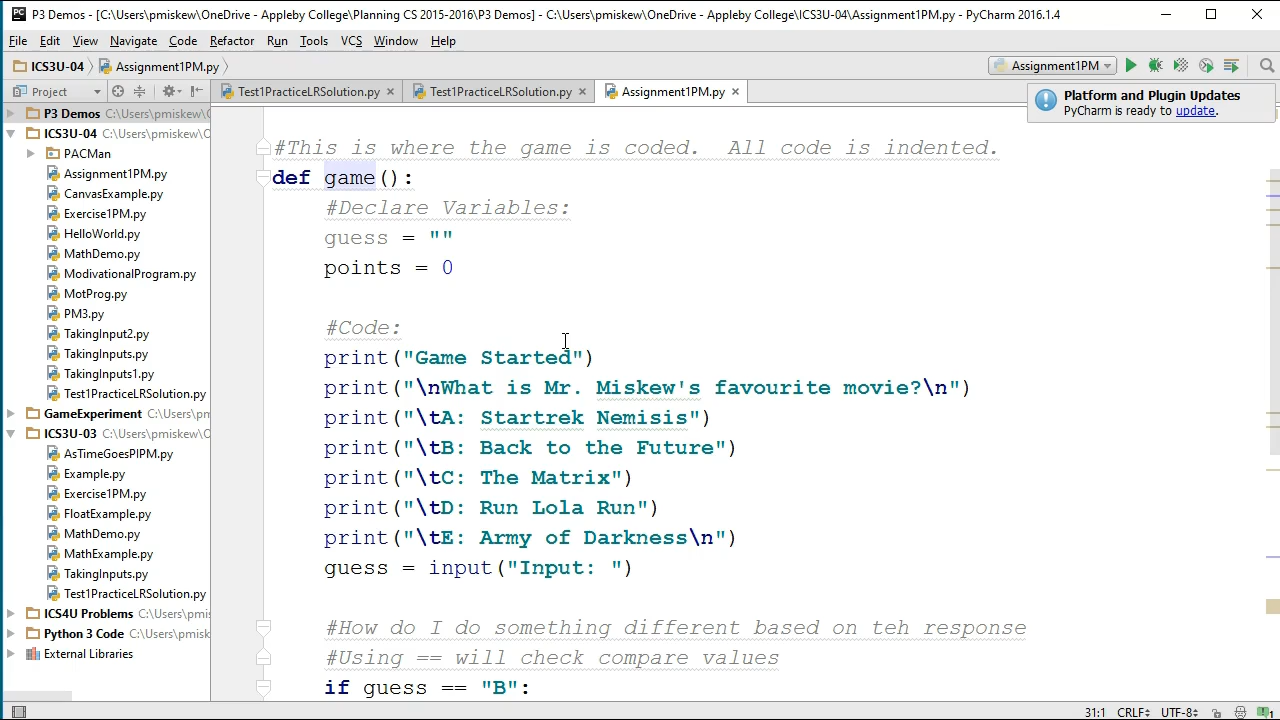 P3 Demos - [C:\Users\pmiskew\OneDrive - Appleby College\Planning CS 2015-2016\P3 Demos] - C:\Users\pmiskew\OneDrive - Appleby College\ICS3U-04\Assignment1PM.py - PyCharm 2016.1.4
File Edit View Navigate Code Refactor Run Tools VCS Window Help
ICS3U-04 Assignment1PM.py Assignment1PM
Project Test1PracticeLRSolution.py Test1PracticeLRSolution.py Assignment1PM.py
Platform and Plugin Updates
PyCharm is ready to update.
P3 Demos C:\Users\pmiskew\O
ICS3U-04 C:\Users\pmiskew\O
PACMan
Assignment1PM.py
CanvasExample.py
Exercise1PM.py
HelloWorld.py
MathDemo.py
ModivationalProgram.py
MotProg.py
PM3.py
TakingInput2.py
TakingInputs.py
TakingInputs1.py
Test1PracticeLRSolution.py
GameExperiment C:\Users\pm
ICS3U-03 C:\Users\pmiskew\O
AsTimeGoesPIPM.py
Example.py
Exercise1PM.py
FloatExample.py
MathDemo.py
MathExample.py
TakingInputs.py
Test1PracticeLRSolution.py
ICS4U Problems C:\Users\pmis
Python 3 Code C:\Users\pmisk
External Libraries
#This is where the game is coded.  All code is indented.
def game():
#Declare Variables:
guess = ""
points = 0
#Code:
print("Game Started")
print("\nWhat is Mr. Miskew's favourite movie?\n")
print("\tA: Startrek Nemisis")
print("\tB: Back to the Future")
print("\tC: The Matrix")
print("\tD: Run Lola Run")
print("\tE: Army of Darkness\n")
guess = input("Input: ")
#How do I do something different based on teh response
#Using == will check compare values
if guess == "B":
31:1 CRLF UTF-8 1